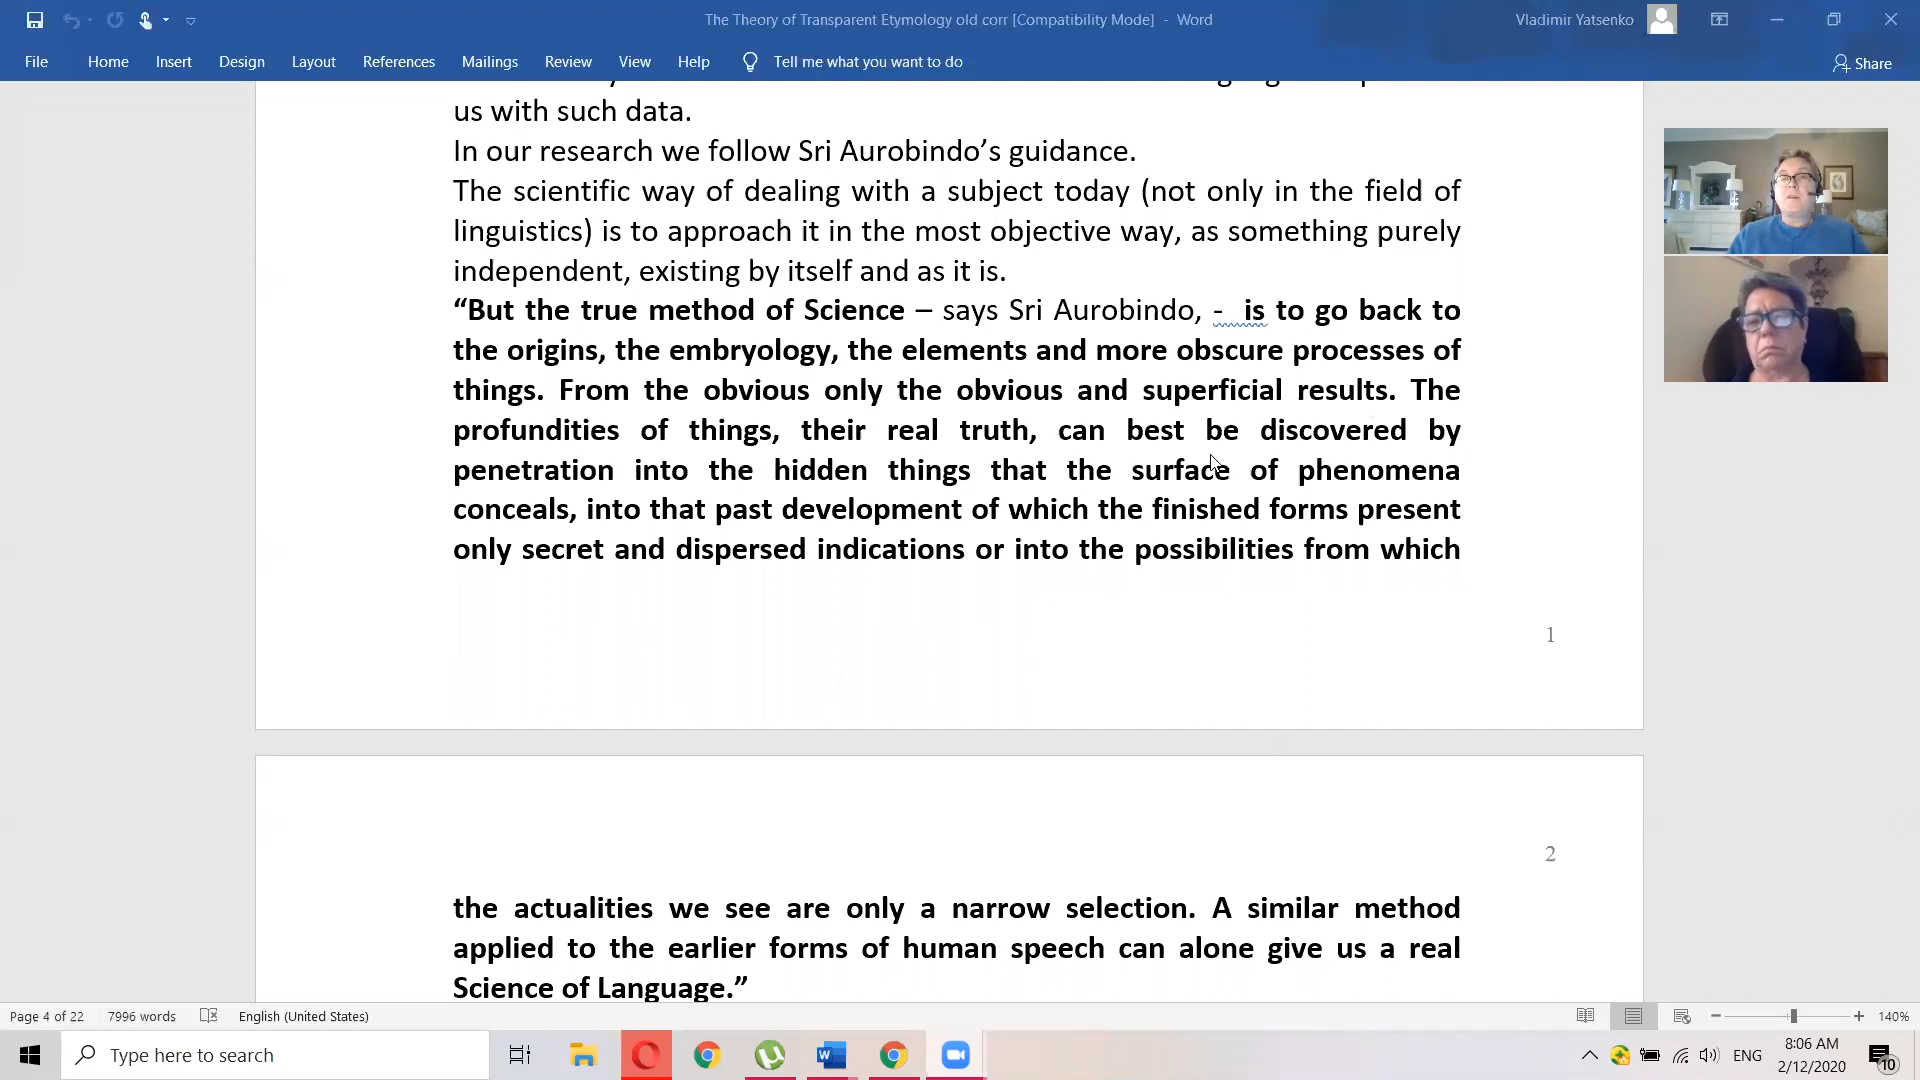 The Theory of Transparent Etymology old corr [Compatibility Mode] - Word
Vladimir Yatsenko
File Home Insert Design Layout References Mailings Review View Help Tell me what you want to do
Share
us with such data.
In our research we follow Sri Aurobindo’s guidance.
The scientific way of dealing with a subject today (not only in the field of
linguistics) is to approach it in the most objective way, as something purely
independent, existing by itself and as it is.
“But the true method of Science – says Sri Aurobindo, - is to go back to
the origins, the embryology, the elements and more obscure processes of
things. From the obvious only the obvious and superficial results. The
profundities of things, their real truth, can best be discovered by
penetration into the hidden things that the surface of phenomena
conceals, into that past development of which the finished forms present
only secret and dispersed indications or into the possibilities from which
1
2
the actualities we see are only a narrow selection. A similar method
applied to the earlier forms of human speech can alone give us a real
Science of Language.”
Page 4 of 22 7996 words English (United States)
140%
Type here to search
ENG
8:06 AM
2/12/2020
10